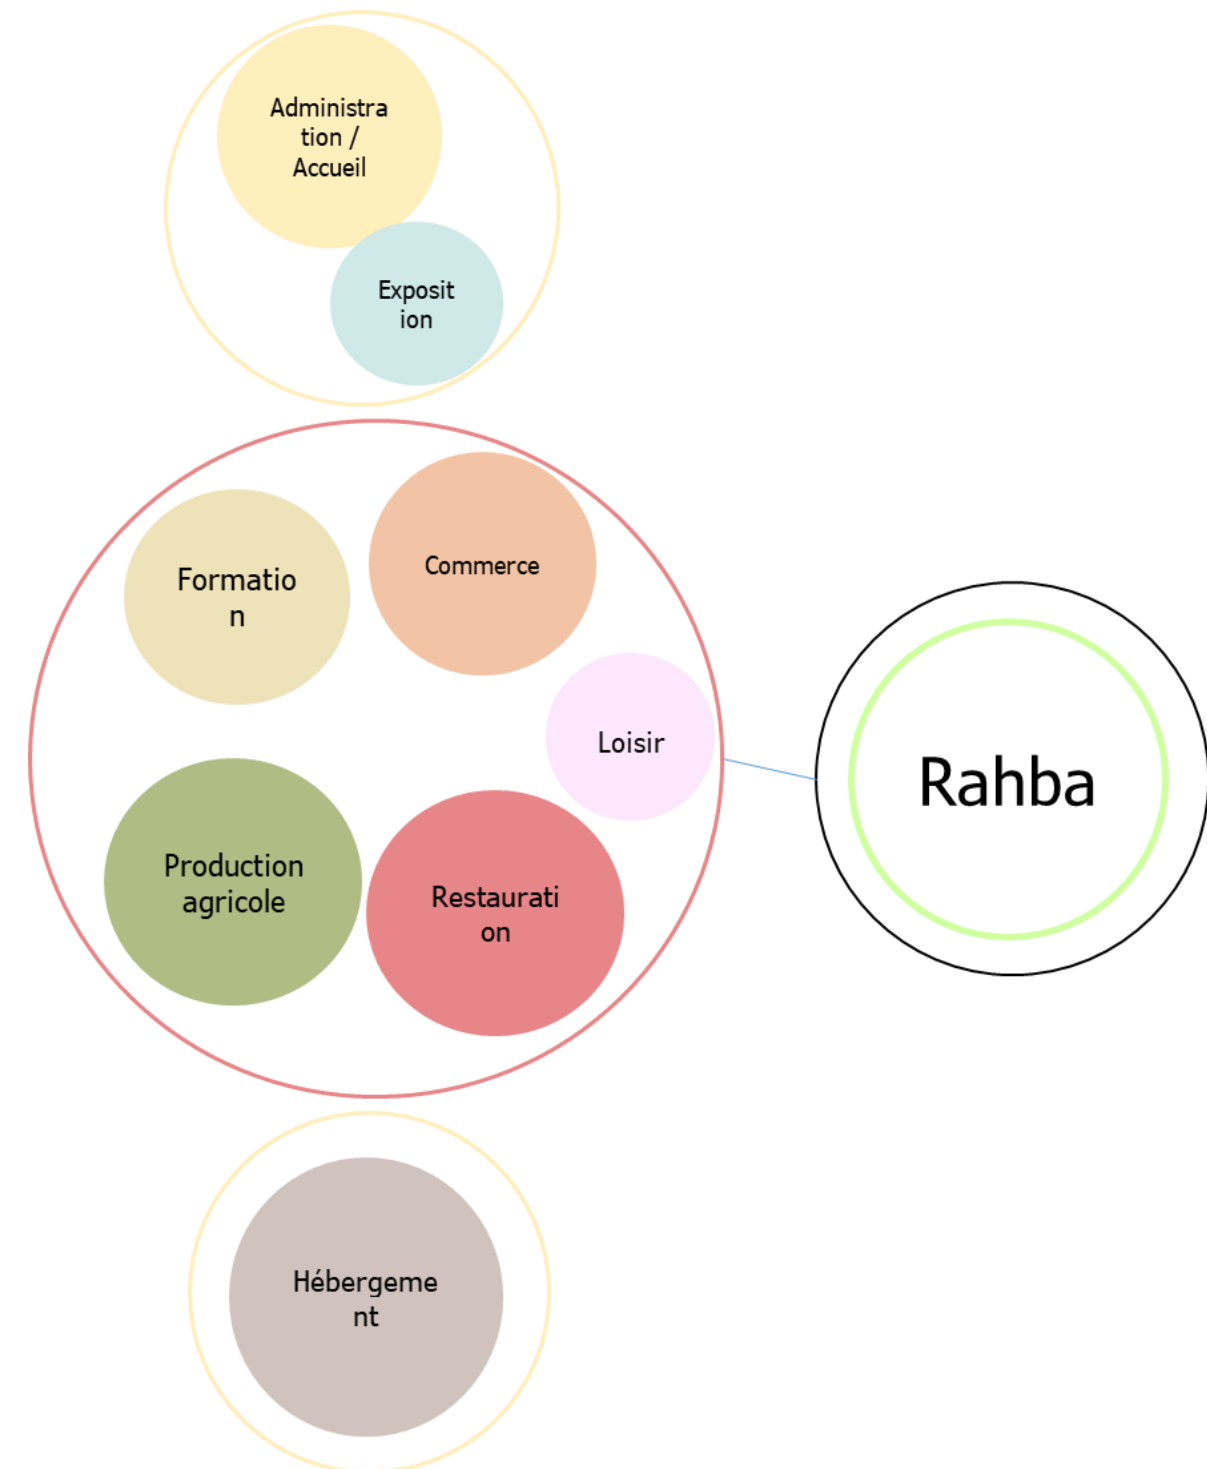 Administra
tion /
Accueil
Exposit
ion
Formatio
n
Commerce
Loisir
Rahba
Production
agricole
Restaurati
on
Hébergeme
nt